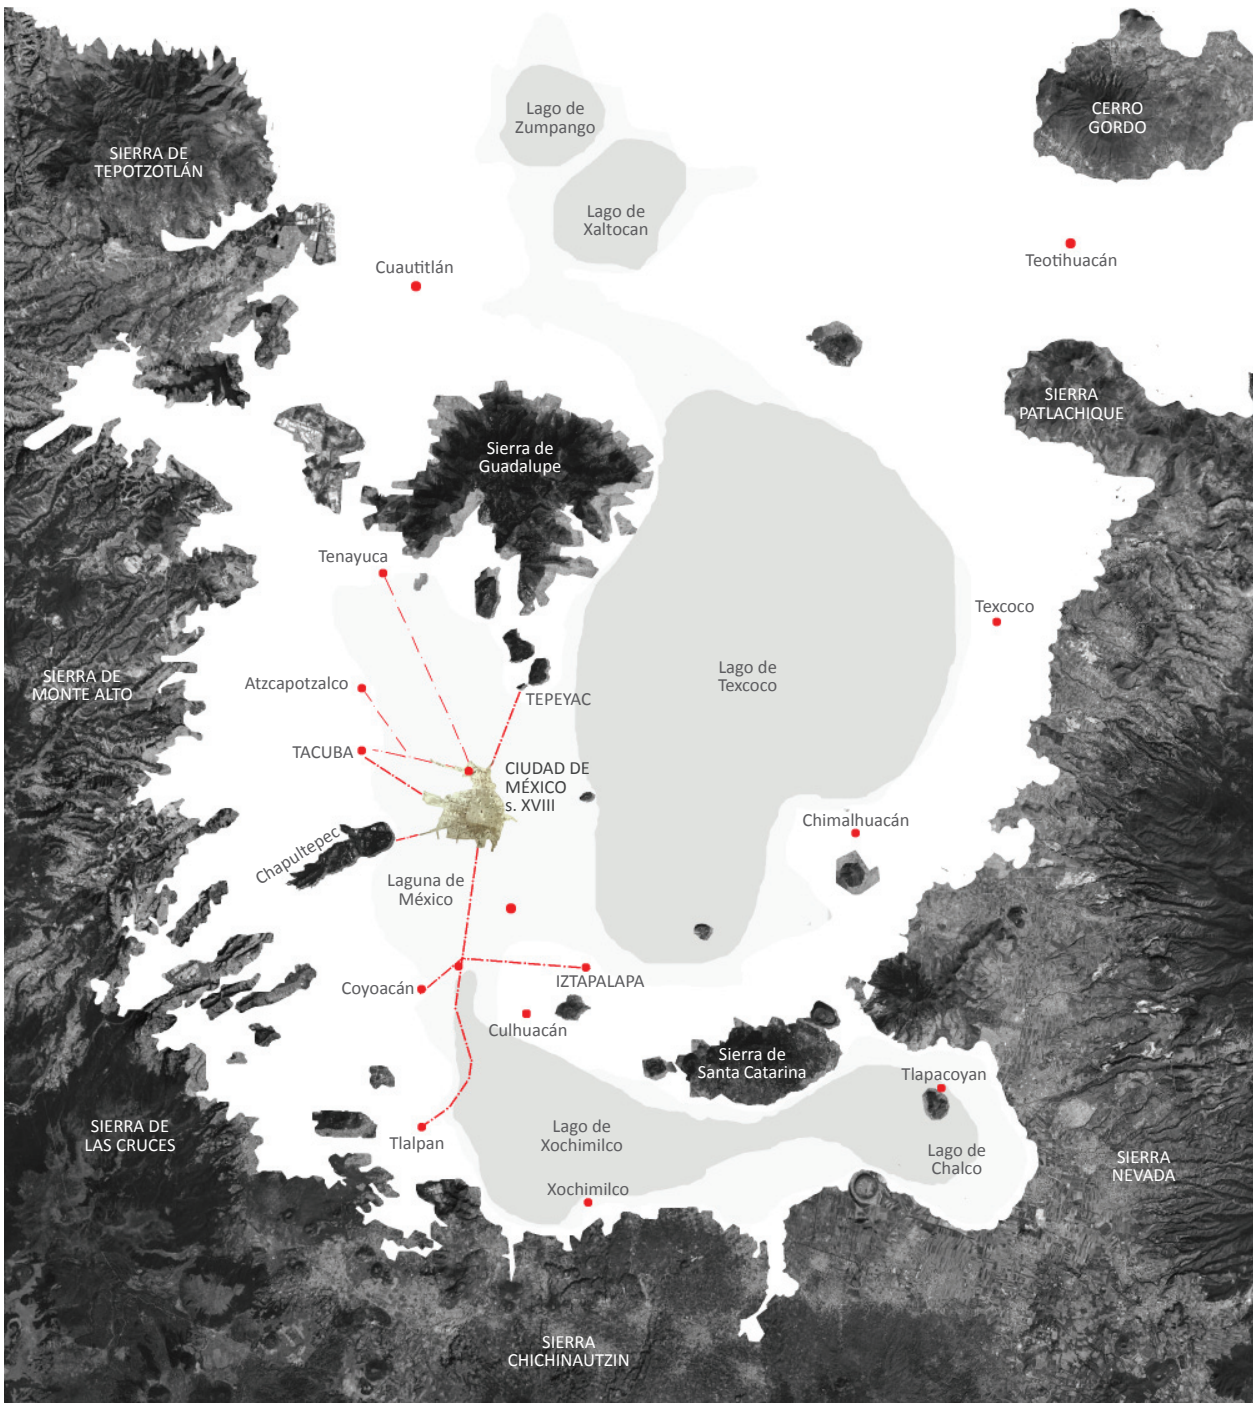 Lago de
Zumpango
CERRO
GORDO
SIERRA DE
TEPOTZOTLÁN
Lago de
Xaltocan
Teotihuacán
Cuautitlán
SIERRA
PATLACHIQUE
Sierra de
Guadalupe
Tenayuca
Texcoco
Lago de
Texcoco
SIERRA DE
MONTE ALTO
Atzcapotzalco
TEPEYAC
TACUBA
CIUDAD DE
MÉXICO
s. XVIII
Chimalhuacán
Chapultepec
Laguna de
México
IZTAPALAPA
Coyoacán
Culhuacán
Sierra de
Santa Catarina
Tlapacoyan
SIERRA DE
LAS CRUCES
Tlalpan
Lago de
Xochimilco
Lago de
Chalco
SIERRA
NEVADA
Xochimilco
SIERRA
CHICHINAUTZIN